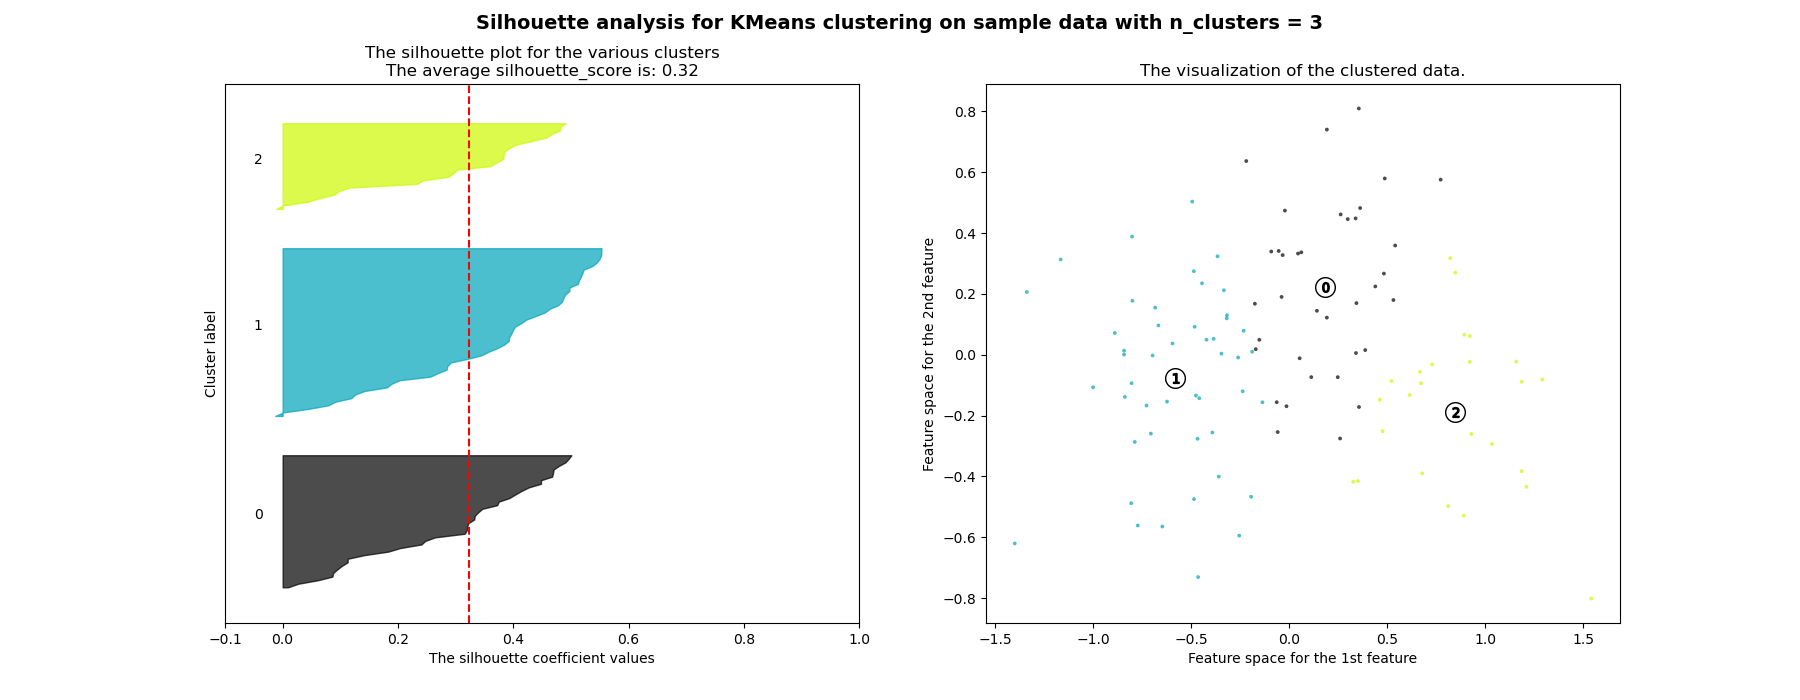 Silhouette analysis for KMeans clustering on sample data with n_clusters = 3
The silhouette plot for the various clusters
The average silhouette_score is: 0.32
Cluster label
2
1
0
−0.1 0.0 0.2 0.4 0.6 0.8 1.0
The silhouette coefficient values
The visualization of the clustered data.
Feature space for the 2nd feature
0.8
0.6
0.4
0.2
0.0
−0.2
−0.4
−0.6
−0.8
0
1
2
−1.5 −1.0 −0.5 0.0 0.5 1.0 1.5
Feature space for the 1st feature